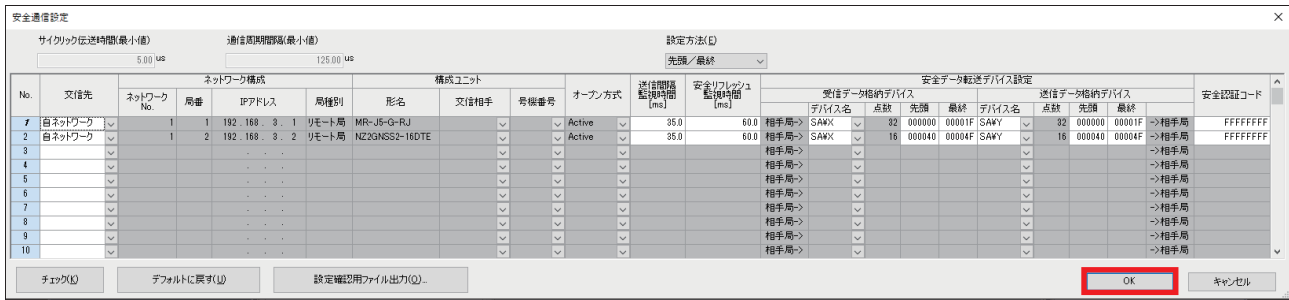 安全通信設定
サイクリック伝送時間(最小値) 通信周期間隔(最小値) 設定方法(E)
5.00 us 125.00 us 先頭/最終
No. 交信先 ネットワーク構成 構成ユニット オープン方式 送信間隔監視時間[ms] 安全リフレッシュ監視時間[ms] 安全データ転送デバイス設定 安全認証コード
ネットワークNo. 局番 IPアドレス 局種別 形名 交信相手 号機番号 受信データ格納デバイス 送信データ格納デバイス
デバイス名 点数 先頭 最終 デバイス名 点数 先頭 最終
1 自ネットワーク 1 1 192.168. 3. 1 リモート局 MR-J5-G-RJ Active 35.0 60.0 相手局-> SA¥X 32 000000 00001F SA¥Y 32 000000 00001F ->相手局 FFFFFFFF
2 自ネットワーク 1 2 192.168. 3. 2 リモート局 NZ2GNSS2-16DTE Active 35.0 60.0 相手局-> SA¥X 16 000040 00004F SA¥Y 16 000040 00004F ->相手局 FFFFFFFF
3 . . . 相手局-> ->相手局
4 . . . 相手局-> ->相手局
5 . . . 相手局-> ->相手局
6 . . . 相手局-> ->相手局
7 . . . 相手局-> ->相手局
8 . . . 相手局-> ->相手局
9 . . . 相手局-> ->相手局
10 . . . 相手局-> ->相手局
チェック(K) デフォルトに戻す(U) 設定確認用ファイル出力(O)... OK キャンセル